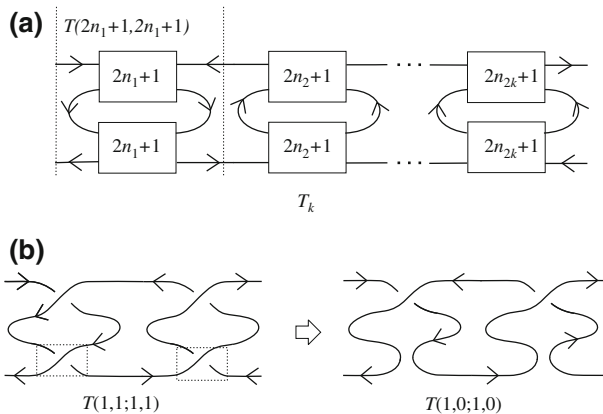 (a)
T(2n₁+1,2n₁+1)
2n₁+1 2n₂+1 · · · 2n₂ₖ+1
2n₁+1 2n₂+1 · · · 2n₂ₖ+1
Tₖ
(b)
T(1,1;1,1) T(1,0;1,0)